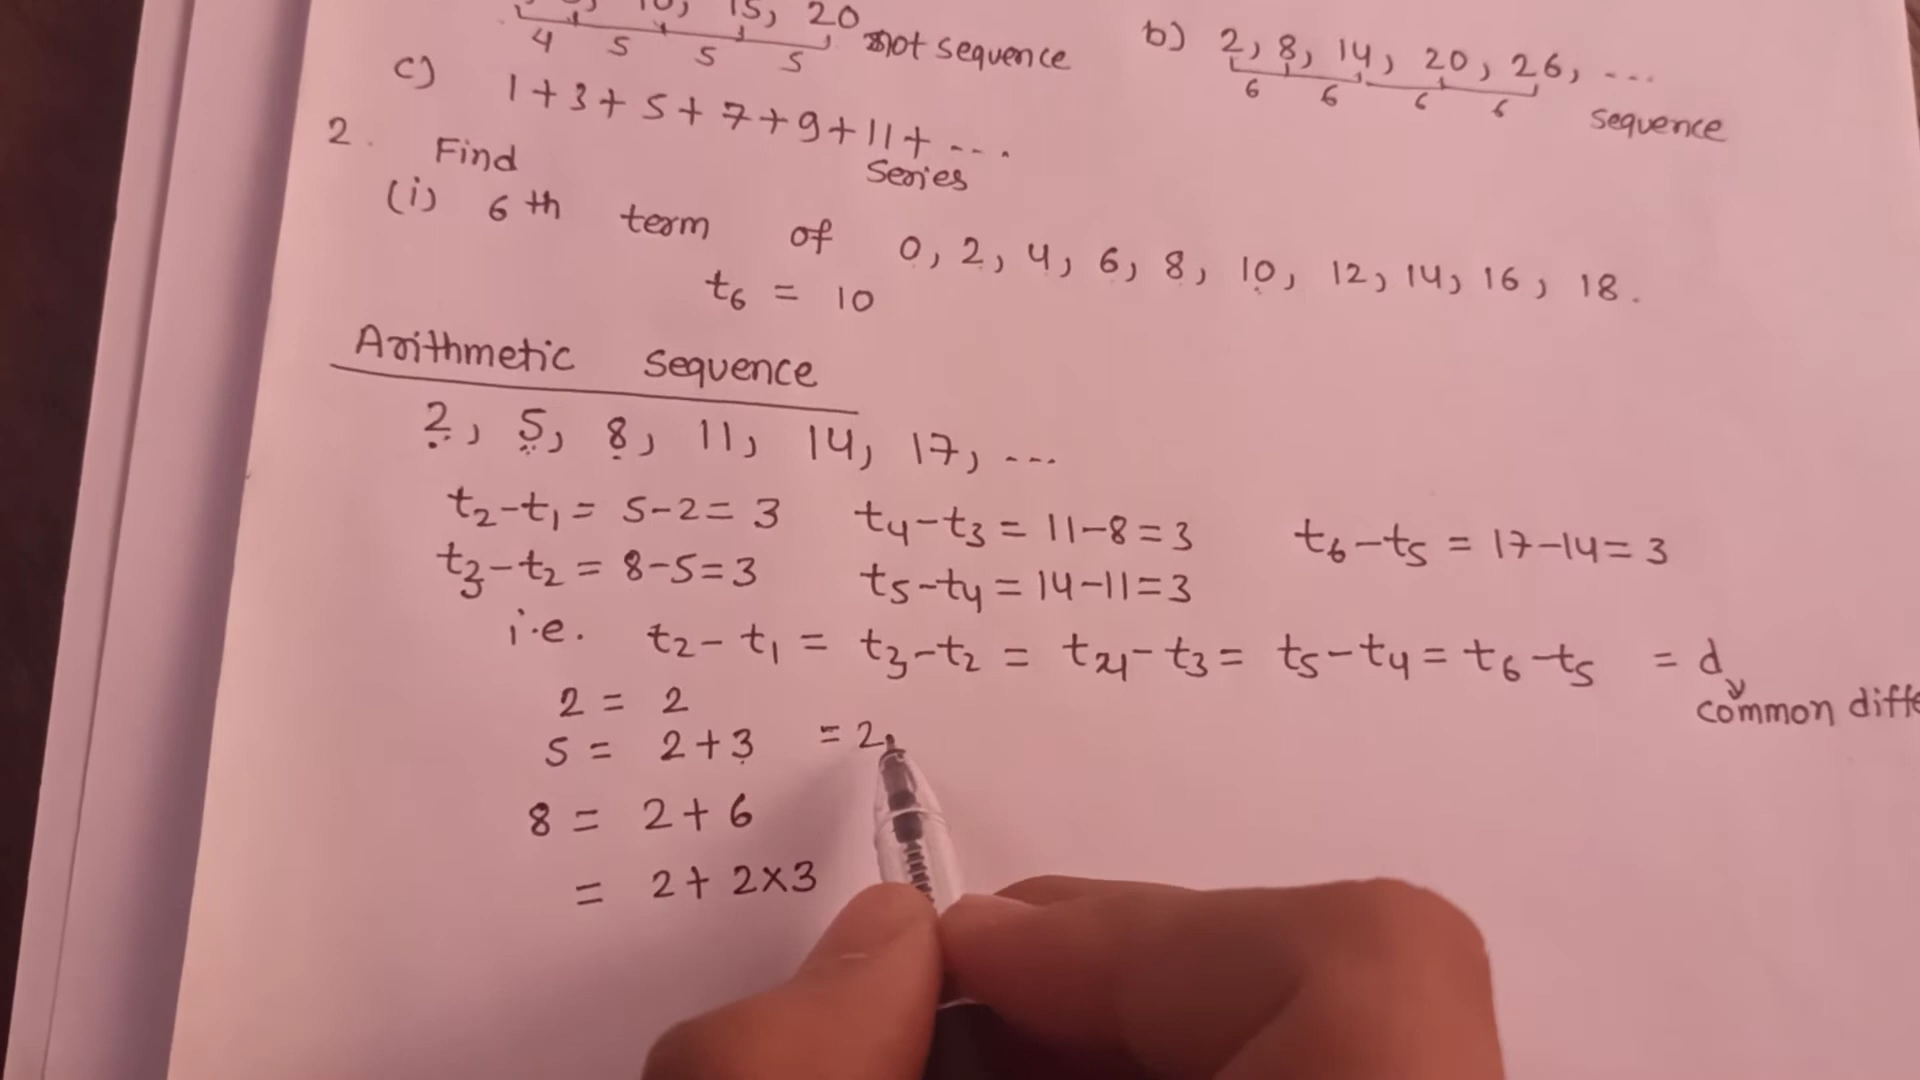 10, 15, 20
4 5 5 5 not sequence
b) 2, 8, 14, 20, 26, ...
6 6 6 6 sequence
c) 1+3+5+7+9+11+ ....
Series
2. Find
(i) 6th term of 0, 2, 4, 6, 8, 10, 12, 14, 16, 18.
t6 = 10
Arithmetic sequence
2, 5, 8, 11, 14, 17, ...
t2-t1 = 5-2 = 3 t4-t3 = 11-8 = 3 t6-t5 = 17-14 = 3
t3-t2 = 8-5 = 3 t5-t4 = 14-11 = 3
i.e. t2-t1 = t3-t2 = t4-t3 = t5-t4 = t6-t5 = d
common diffe
2 = 2
5 = 2+3 = 2
8 = 2+6
= 2+2×3